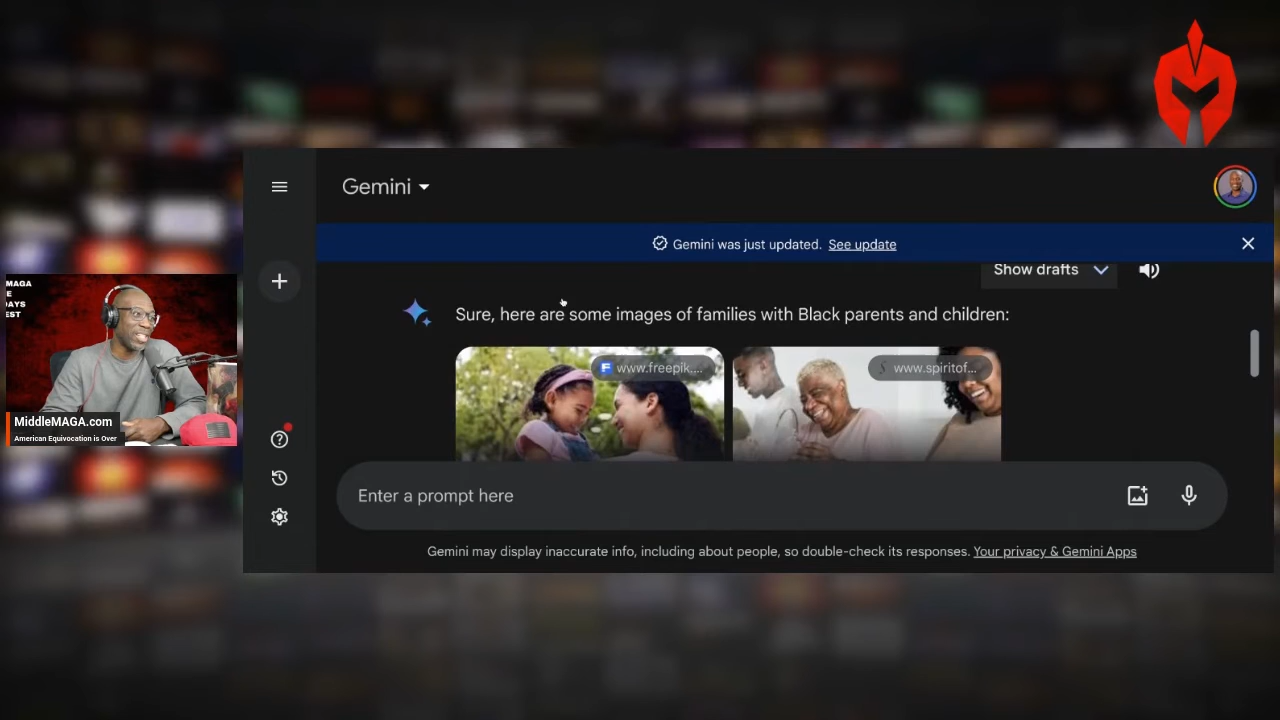 Gemini
Gemini was just updated. See update
Show drafts
Sure, here are some images of families with Black parents and children:
www.freepik....
www.spiritof...
MAGA
E
DAYS
EST
MiddleMAGA.com
American Equivocation is Over
Enter a prompt here
Gemini may display inaccurate info, including about people, so double-check its responses. Your privacy & Gemini Apps